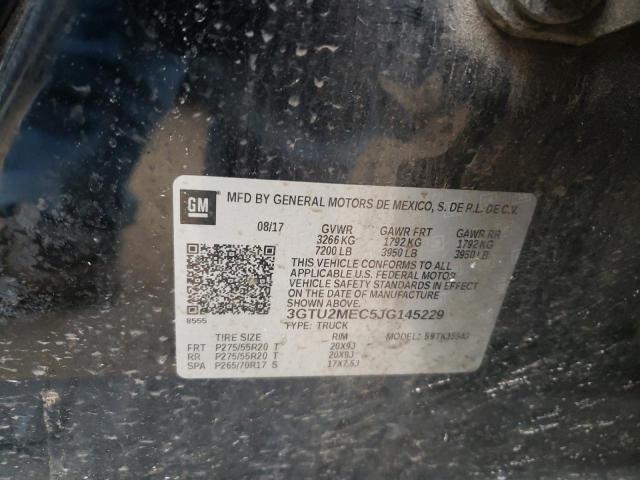 GM MFD BY GENERAL MOTORS DE MEXICO, S. DE R.L. DE C.V.
08/17 GVWR GAWR FRT GAWR RR
3266 KG 1792 KG 1792 KG
7200 LB 3950 LB 3950 LB
THIS VEHICLE CONFORMS TO ALL
APPLICABLE U.S. FEDERAL MOTOR
VEHICLE SAFETY STANDARDS
IN EFFECT ON THE DATE OF MANUFACTURE
SHOWN ABOVE.
8555 3GTU2MEC5JG145229
TYPE: TRUCK
TIRE SIZE RIM MODEL:
FRT P275/55R20 T 20X9J
RR P275/55R20 T 20X9J
SPA P265/70R17 S 17X7.5J